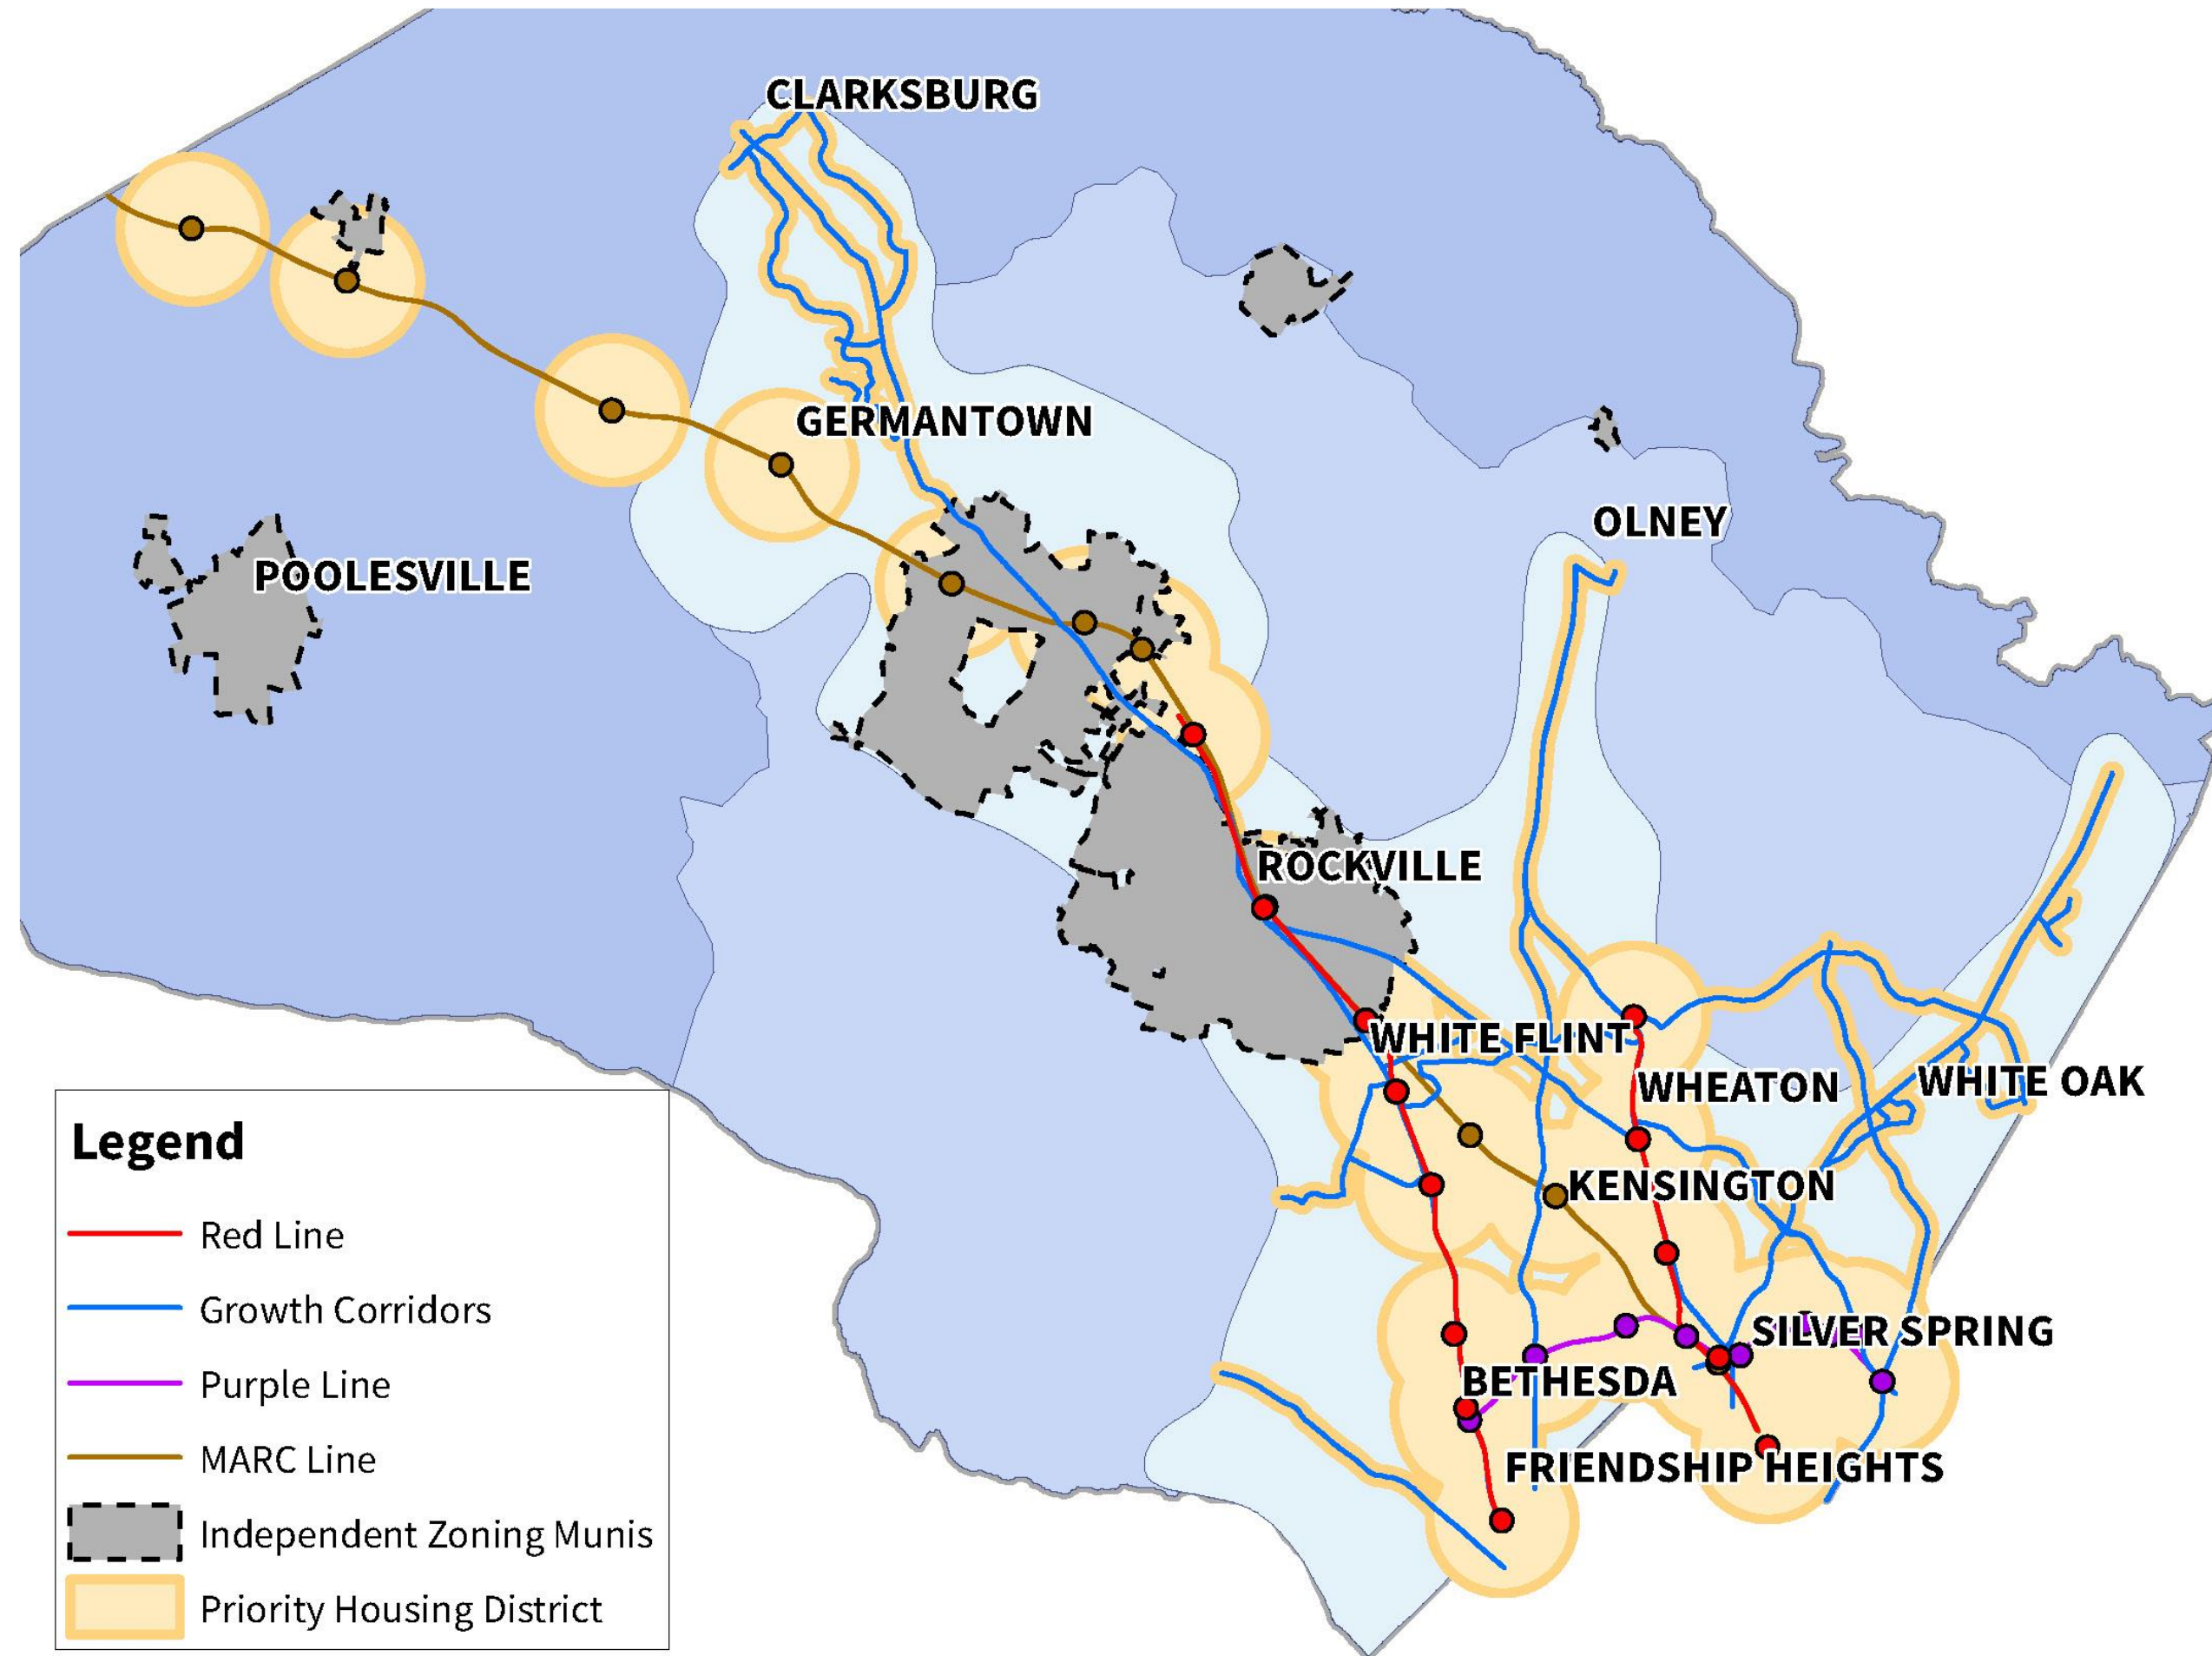 CLARKSBURG
GERMANTOWN
OLNEY
POOLESVILLE
ROCKVILLE
WHITE FLINT
WHEATON
WHITE OAK
KENSINGTON
SILVER SPRING
BETHESDA
FRIENDSHIP HEIGHTS
Legend
Red Line
Growth Corridors
Purple Line
MARC Line
Independent Zoning Munis
Priority Housing District